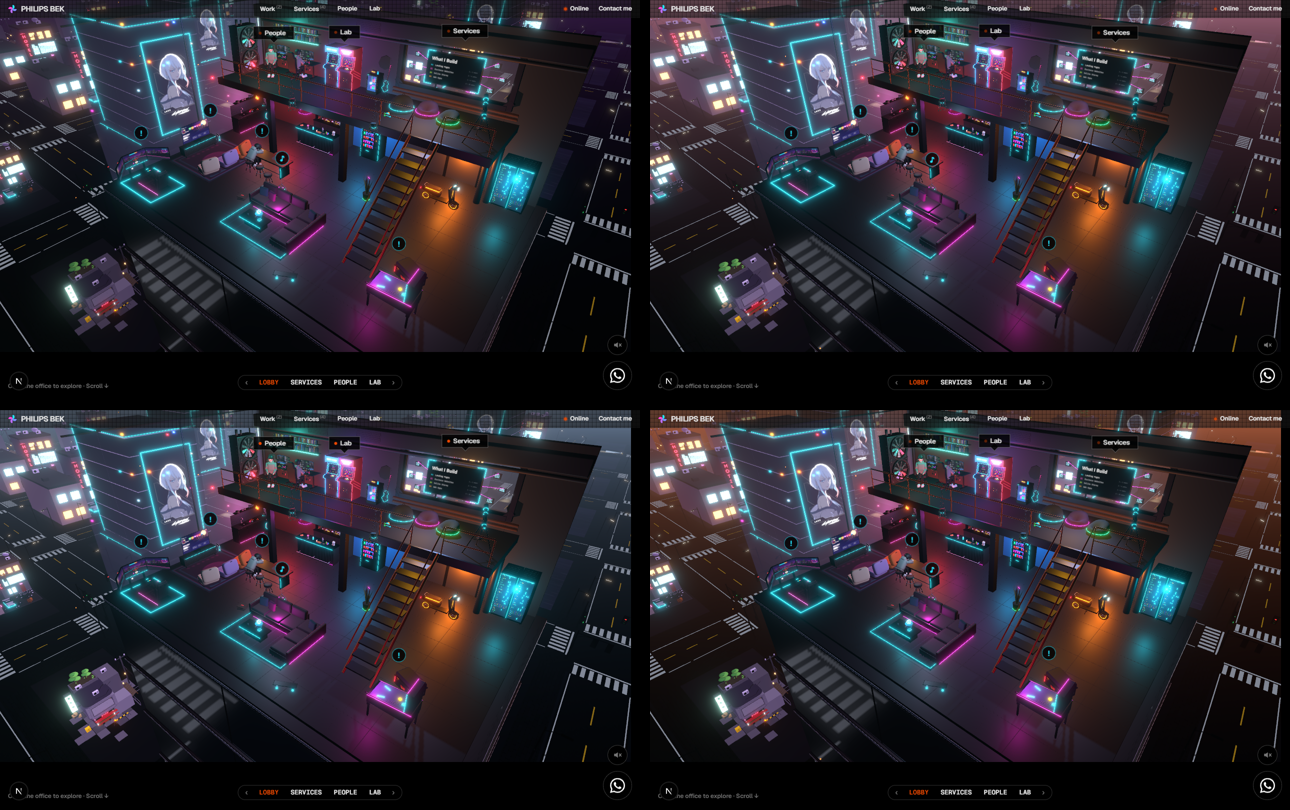 PHILIPS BEK
Work Services People Lab
Online Contact me
People Lab Services
What I Build
! ! !
!
ne office to explore · Scroll ↓
N
‹ LOBBY SERVICES PEOPLE LAB ›
PHILIPS BEK
Work Services People Lab
Online Contact me
People Lab Services
What I Build
! ! !
!
ne office to explore · Scroll ↓
N
‹ LOBBY SERVICES PEOPLE LAB ›
PHILIPS BEK
Work Services People Lab
Online Contact me
People Lab Services
What I Build
! ! !
!
ne office to explore · Scroll ↓
N
‹ LOBBY SERVICES PEOPLE LAB ›
PHILIPS BEK
Work Services People Lab
Online Contact me
People Lab Services
What I Build
! ! !
!
ne office to explore · Scroll ↓
N
‹ LOBBY SERVICES PEOPLE LAB ›